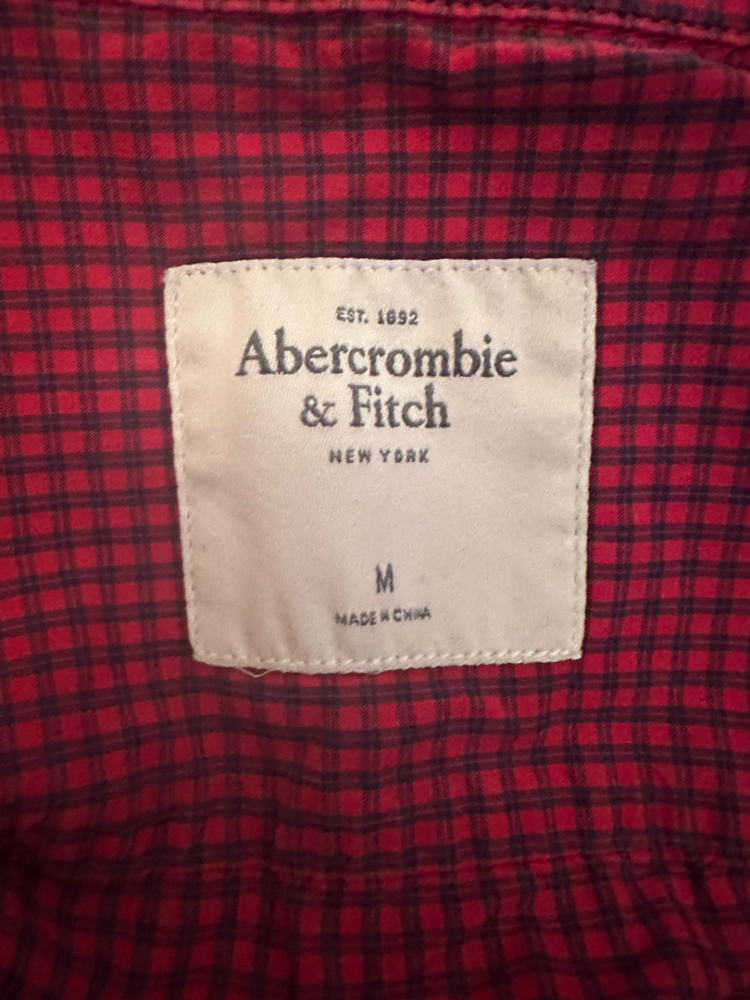 EST. 1892
Abercrombie
& Fitch
NEW YORK
M
MADE IN CHINA